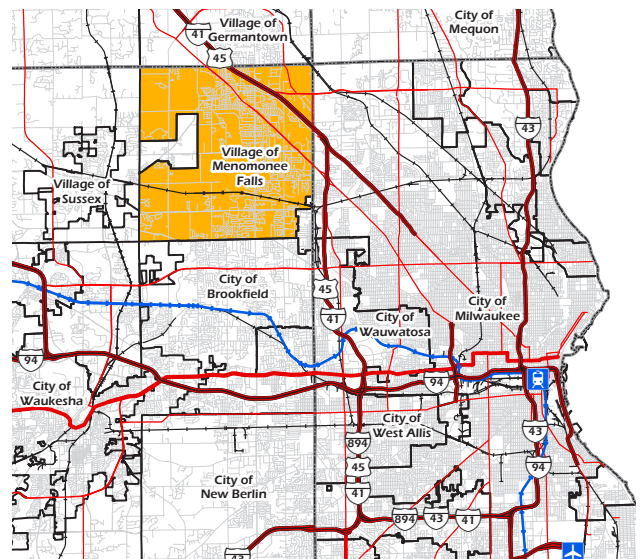 Village of
Germantown
City of
Mequon
41
45
43
Village of
Menomonee
Falls
Village of
Sussex
City of
Brookfield
45
41
City of
Wauwatosa
City of
Milwaukee
94
City of
Waukesha
94
City of
West Allis
894
45
41
43
94
City of
New Berlin
894
43
41
43